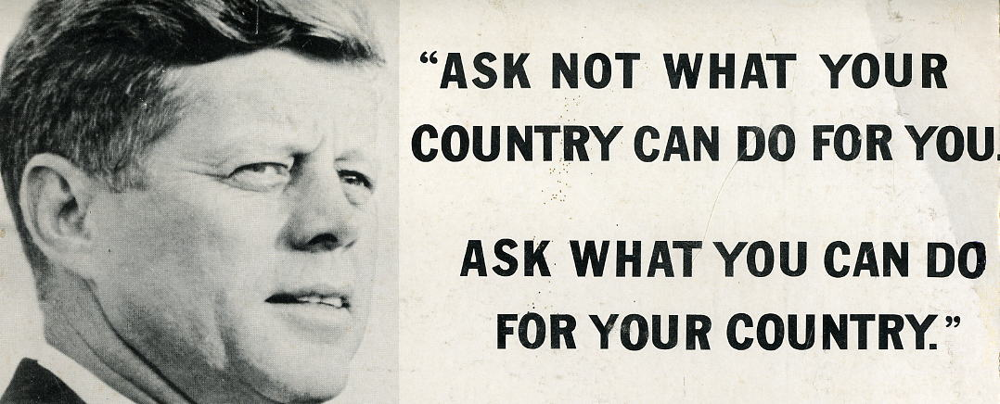 “ASK NOT WHAT YOUR
COUNTRY CAN DO FOR YOU.
ASK WHAT YOU CAN DO
FOR YOUR COUNTRY.”